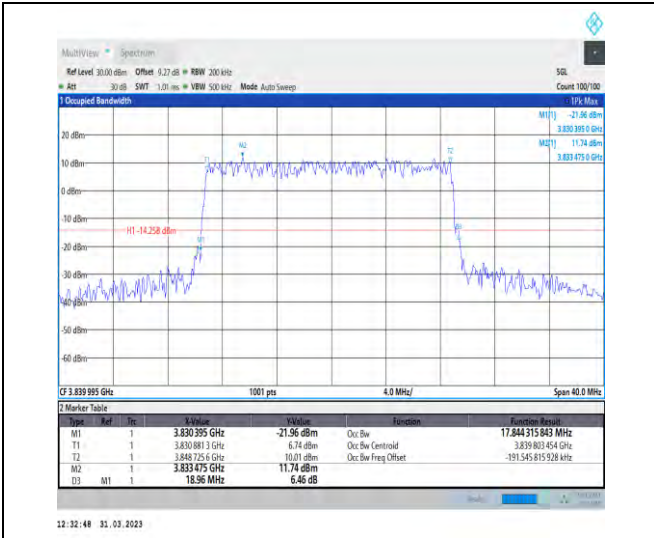 MultiView Spectrum
Ref Level 30.00 dBm Offset 9.27 dB RBW 200 kHz SGL
Att 30 dB SWT 1.01 ms VBW 500 kHz Mode Auto Sweep Count 100/100
1 Occupied Bandwidth 1Pk Max
M1[1] -21.96 dBm
3.830 395 0 GHz
M2[1] 11.74 dBm
3.833 475 0 GHz
20 dBm
M2
T1
T2
10 dBm
0 dBm
-10 dBm
H1 -14.258 dBm
D3
M1
-20 dBm
-30 dBm
-40 dBm
-50 dBm
-60 dBm
CF 3.839 995 GHz 1001 pts 4.0 MHz/ Span 40.0 MHz
2 Marker Table
Type Ref Trc X-Value Y-Value Function Function Result
M1 1 3.830 395 GHz -21.96 dBm Occ Bw 17.844 315 843 MHz
T1 1 3.830 881 3 GHz 6.74 dBm Occ Bw Centroid 3.839 803 454 GHz
T2 1 3.848 725 6 GHz 10.01 dBm Occ Bw Freq Offset -191.545 815 928 kHz
M2 1 3.833 475 GHz 11.74 dBm
D3 M1 1 18.96 MHz 6.46 dB
12:32:48 31.03.2023